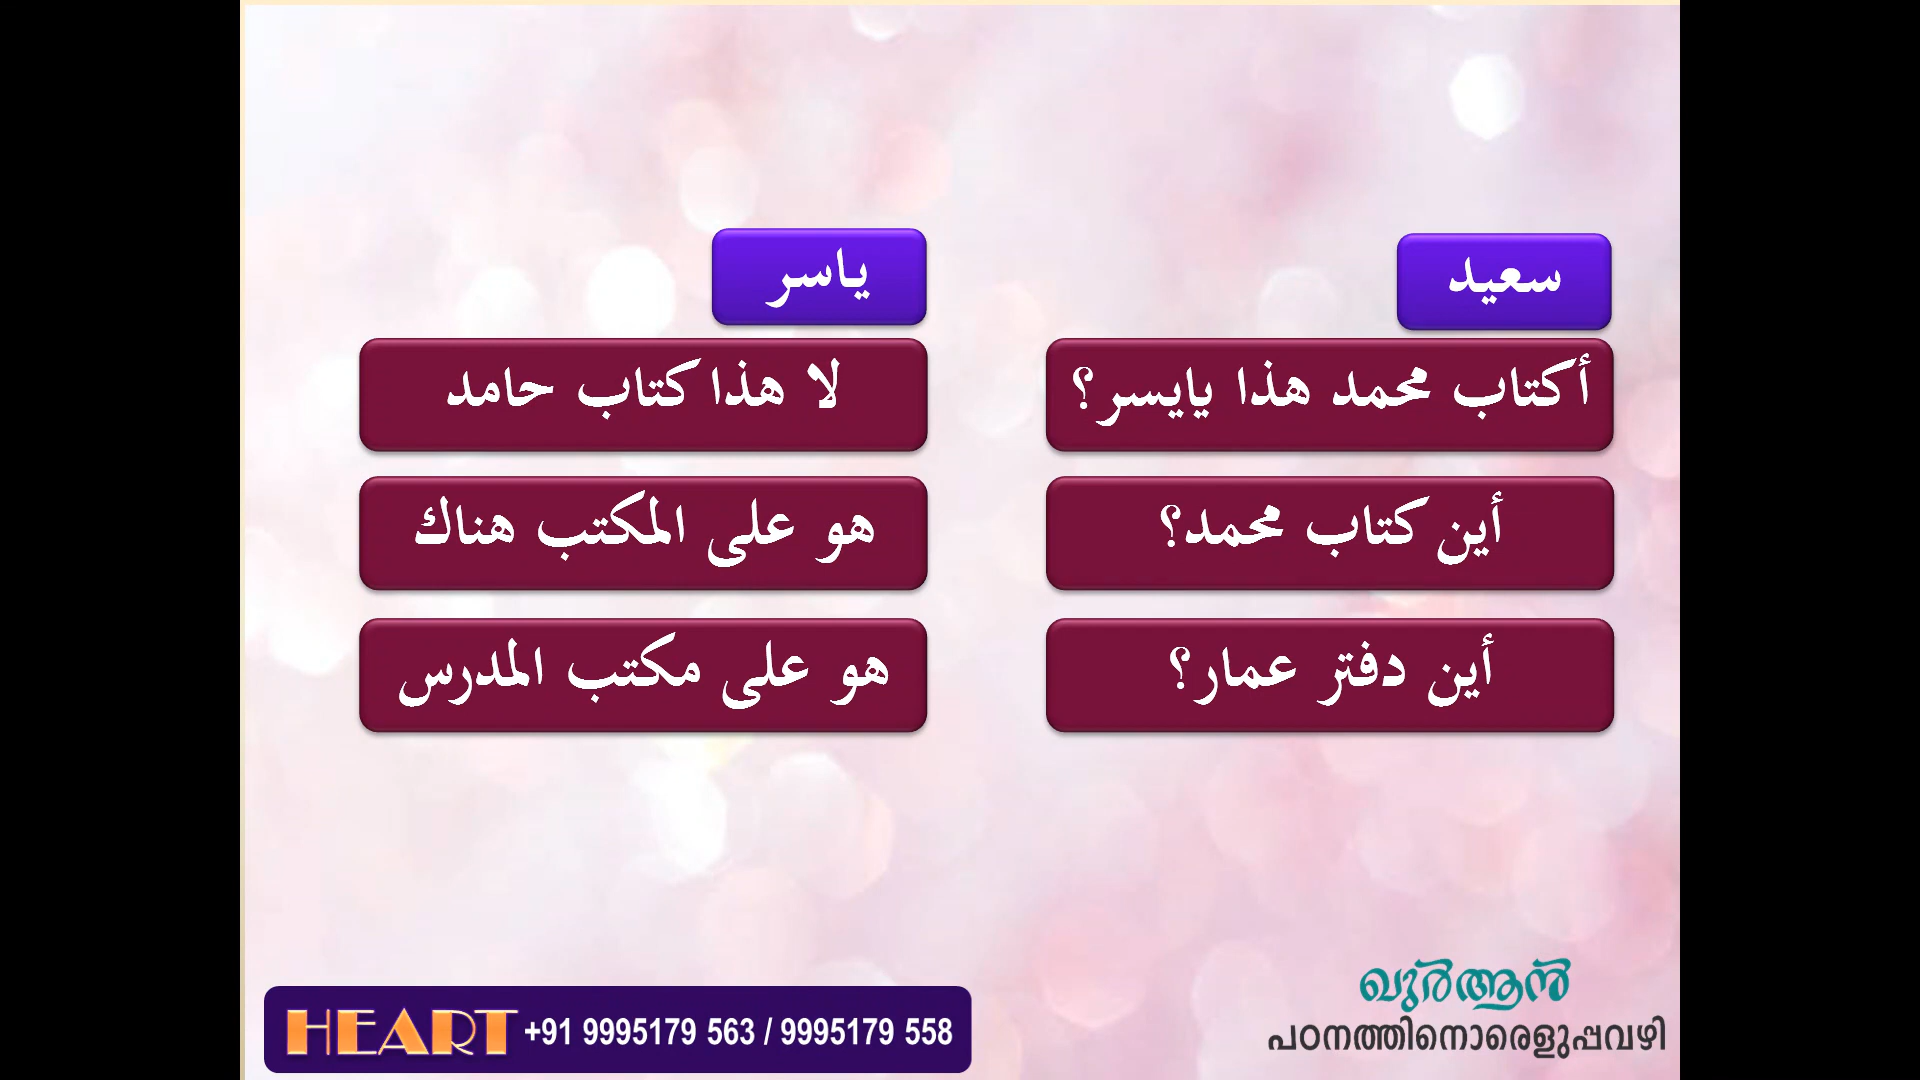 سعيد
ياسر
أكتاب محمد هذا يايسر؟
لا هذا كتاب حامد
أين كتاب محمد؟
هو على المكتب هناك
أين دفتر عمار؟
هو على مكتب المدرس
HEART +91 9995179 563 / 9995179 558
ഖുർആൻ
പഠനത്തിനൊരെളുപ്പവഴി